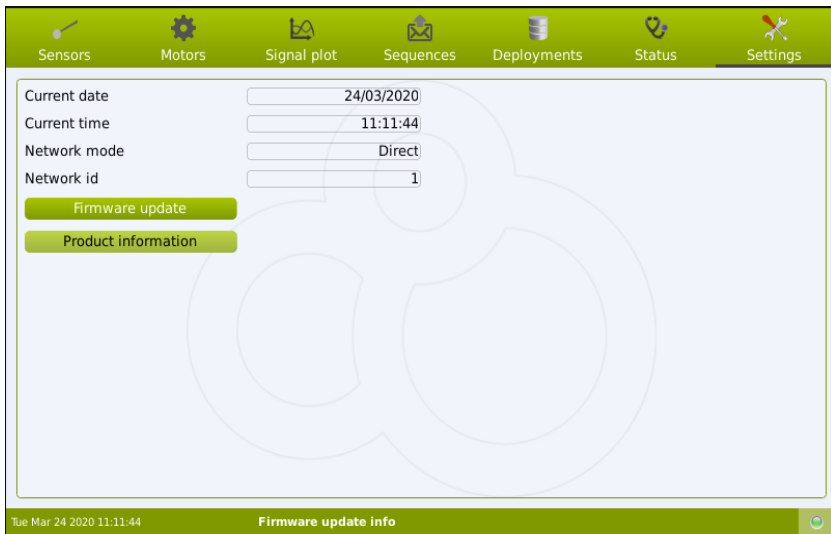 Sensors Motors Signal plot Sequences Deployments Status Settings
Current date 24/03/2020
Current time 11:11:44
Network mode Direct
Network id 1
Firmware update
Product information
Tue Mar 24 2020 11:11:44 Firmware update info